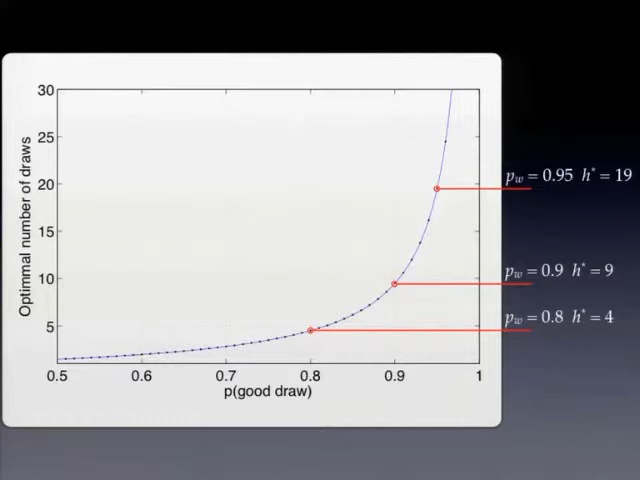 30
25
20
15
10
5
0.5 0.6 0.7 0.8 0.9 1
Optimmal number of draws
p(good draw)
p_w = 0.95 h* = 19
p_w = 0.9 h* = 9
p_w = 0.8 h* = 4